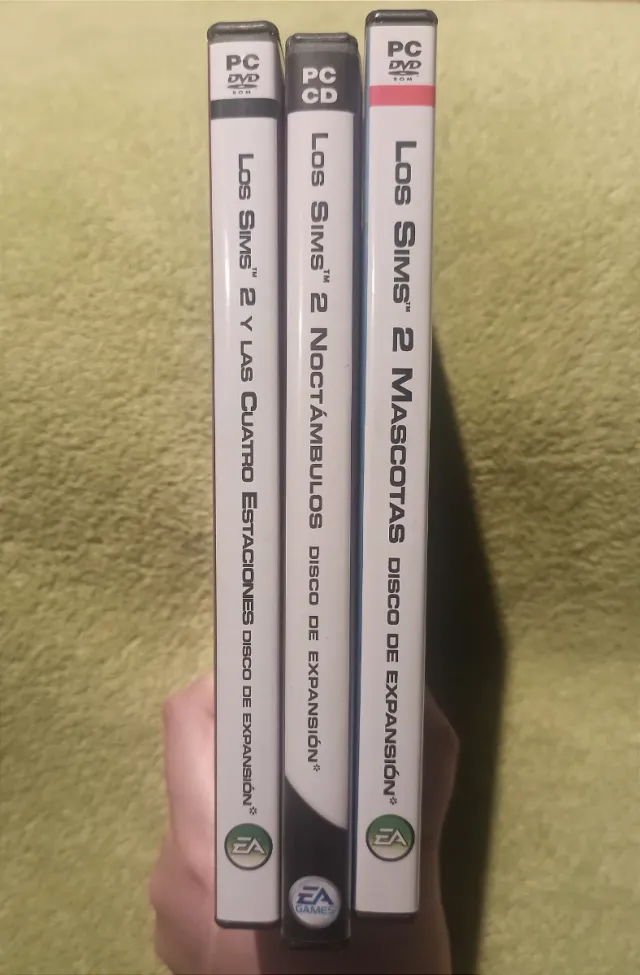 PC
DVD
ROM
Los Sims™ 2 y las Cuatro Estaciones disco de expansión*
EA
PC
CD
Los Sims™ 2 Noctámbulos disco de expansión*
EA
GAMES
PC
DVD
ROM
Los Sims™ 2 Mascotas disco de expansión*
EA